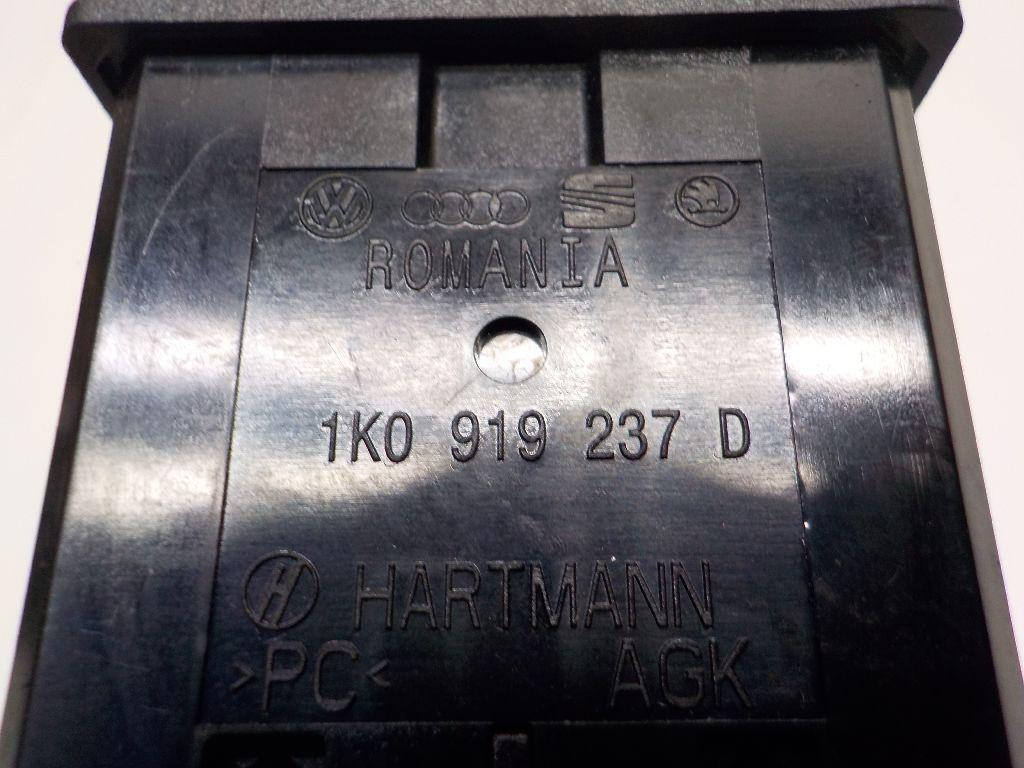 ROMANIA
1K0 919 237 D
H HARTMANN
>PC< AGK